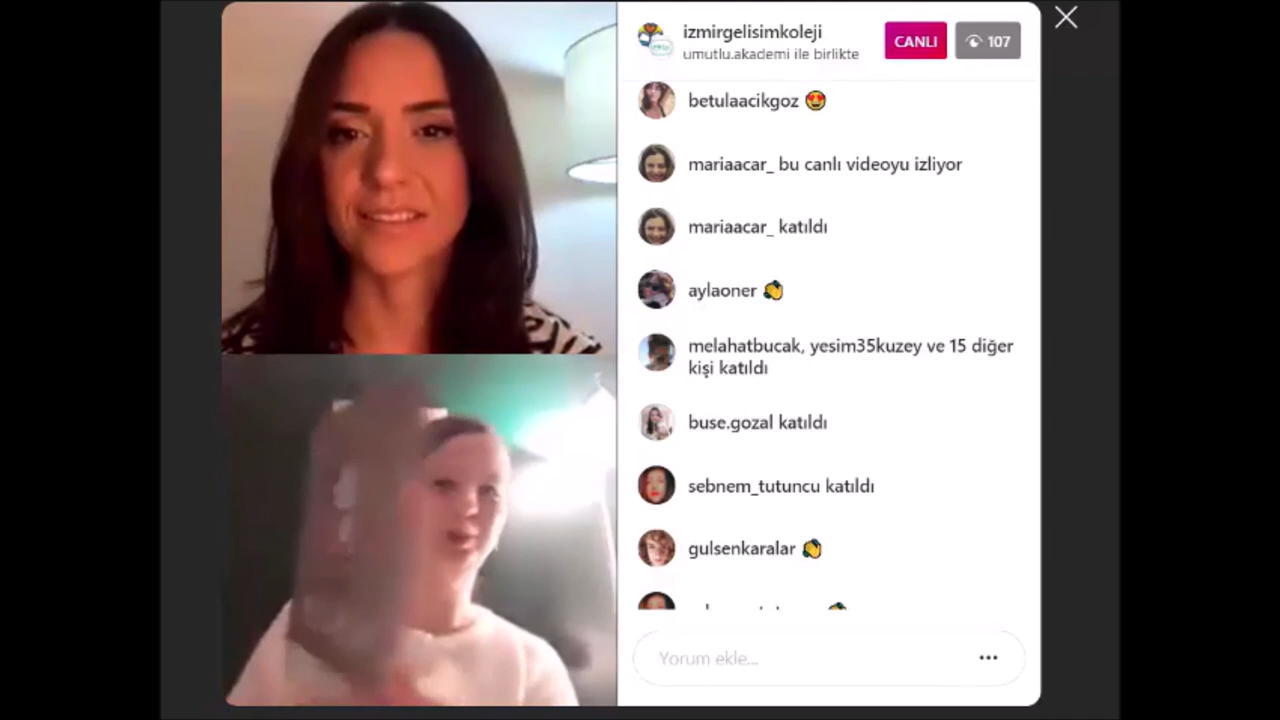 izmirgelisimkoleji
umutlu.akademi ile birlikte
CANLI
107
betulaacikgoz 😍
mariaacar_ bu canlı videoyu izliyor
mariaacar_ katıldı
aylaoner 👏
melahatbucak, yesim35kuzey ve 15 diğer
kişi katıldı
buse.gozal katıldı
sebnem_tutuncu katıldı
gulsenkaralar 👏
Yorum ekle...